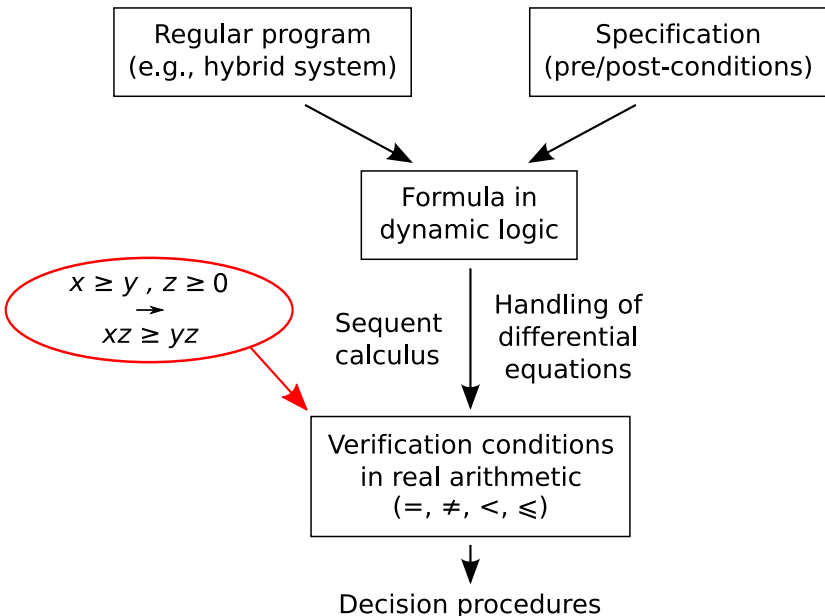 Regular program
(e.g., hybrid system)
Specification
(pre/post-conditions)
Formula in
dynamic logic
x ≥ y , z ≥ 0
→
xz ≥ yz
Sequent
calculus
Handling of
differential
equations
Verification conditions
in real arithmetic
(=, ≠, <, ⩽)
Decision procedures